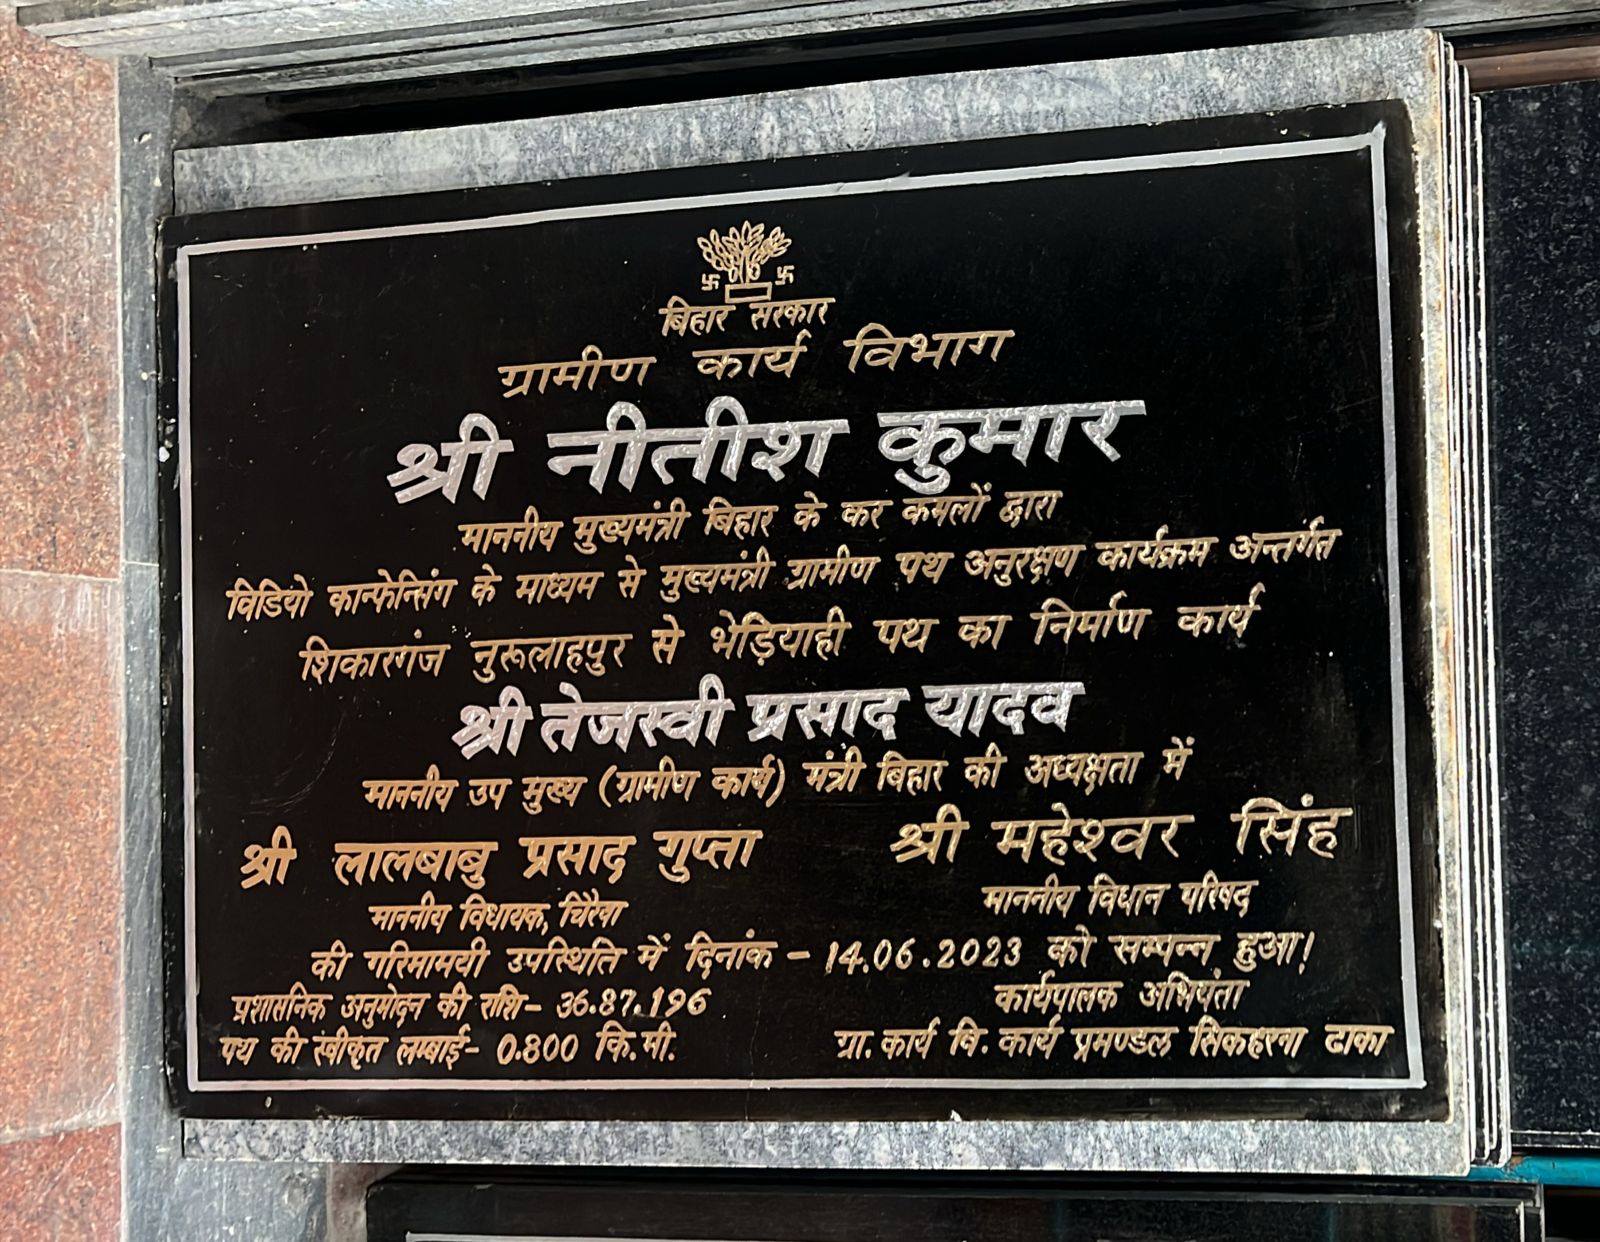 बिहार सरकार
ग्रामीण कार्य विभाग
श्री नीतीश कुमार
माननीय मुख्यमंत्री बिहार के कर कमलों द्वारा
विडियो कान्फेन्सिंग के माध्यम से मुख्यमंत्री ग्रामीण पथ अनुरक्षण कार्यक्रम अन्तर्गत
शिकारगंज नुरूलाहपुर से भेड़ियाही पथ का निर्माण कार्य
श्री तेजस्वी प्रसाद यादव
माननीय उप मुख्य (ग्रामीण कार्य) मंत्री बिहार की अध्यक्षता में
श्री लालबाबु प्रसाद गुप्ता
माननीय विधायक, चिरैया
श्री महेश्वर सिंह
माननीय विधान परिषद
की गरिमामयी उपस्थिति में दिनांक - 14.06.2023 को सम्पन्न हुआ!
प्रशासनिक अनुमोदन की राशि- 36.87.196
पथ की स्वीकृत लम्बाई- 0.800 कि.मी.
कार्यपालक अभियंता
ग्रा. कार्य वि. कार्य प्रमण्डल सिकहरना ढाका